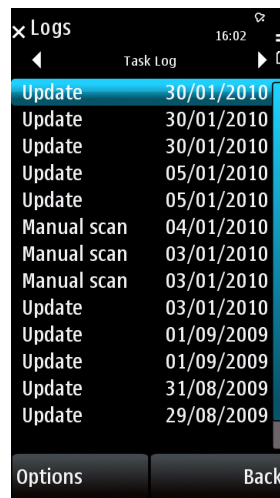 Logs
16:02
Task Log
Update 30/01/2010
Update 30/01/2010
Update 30/01/2010
Update 05/01/2010
Update 05/01/2010
Manual scan 04/01/2010
Manual scan 03/01/2010
Manual scan 03/01/2010
Update 03/01/2010
Update 01/09/2009
Update 01/09/2009
Update 31/08/2009
Update 29/08/2009
Options Back